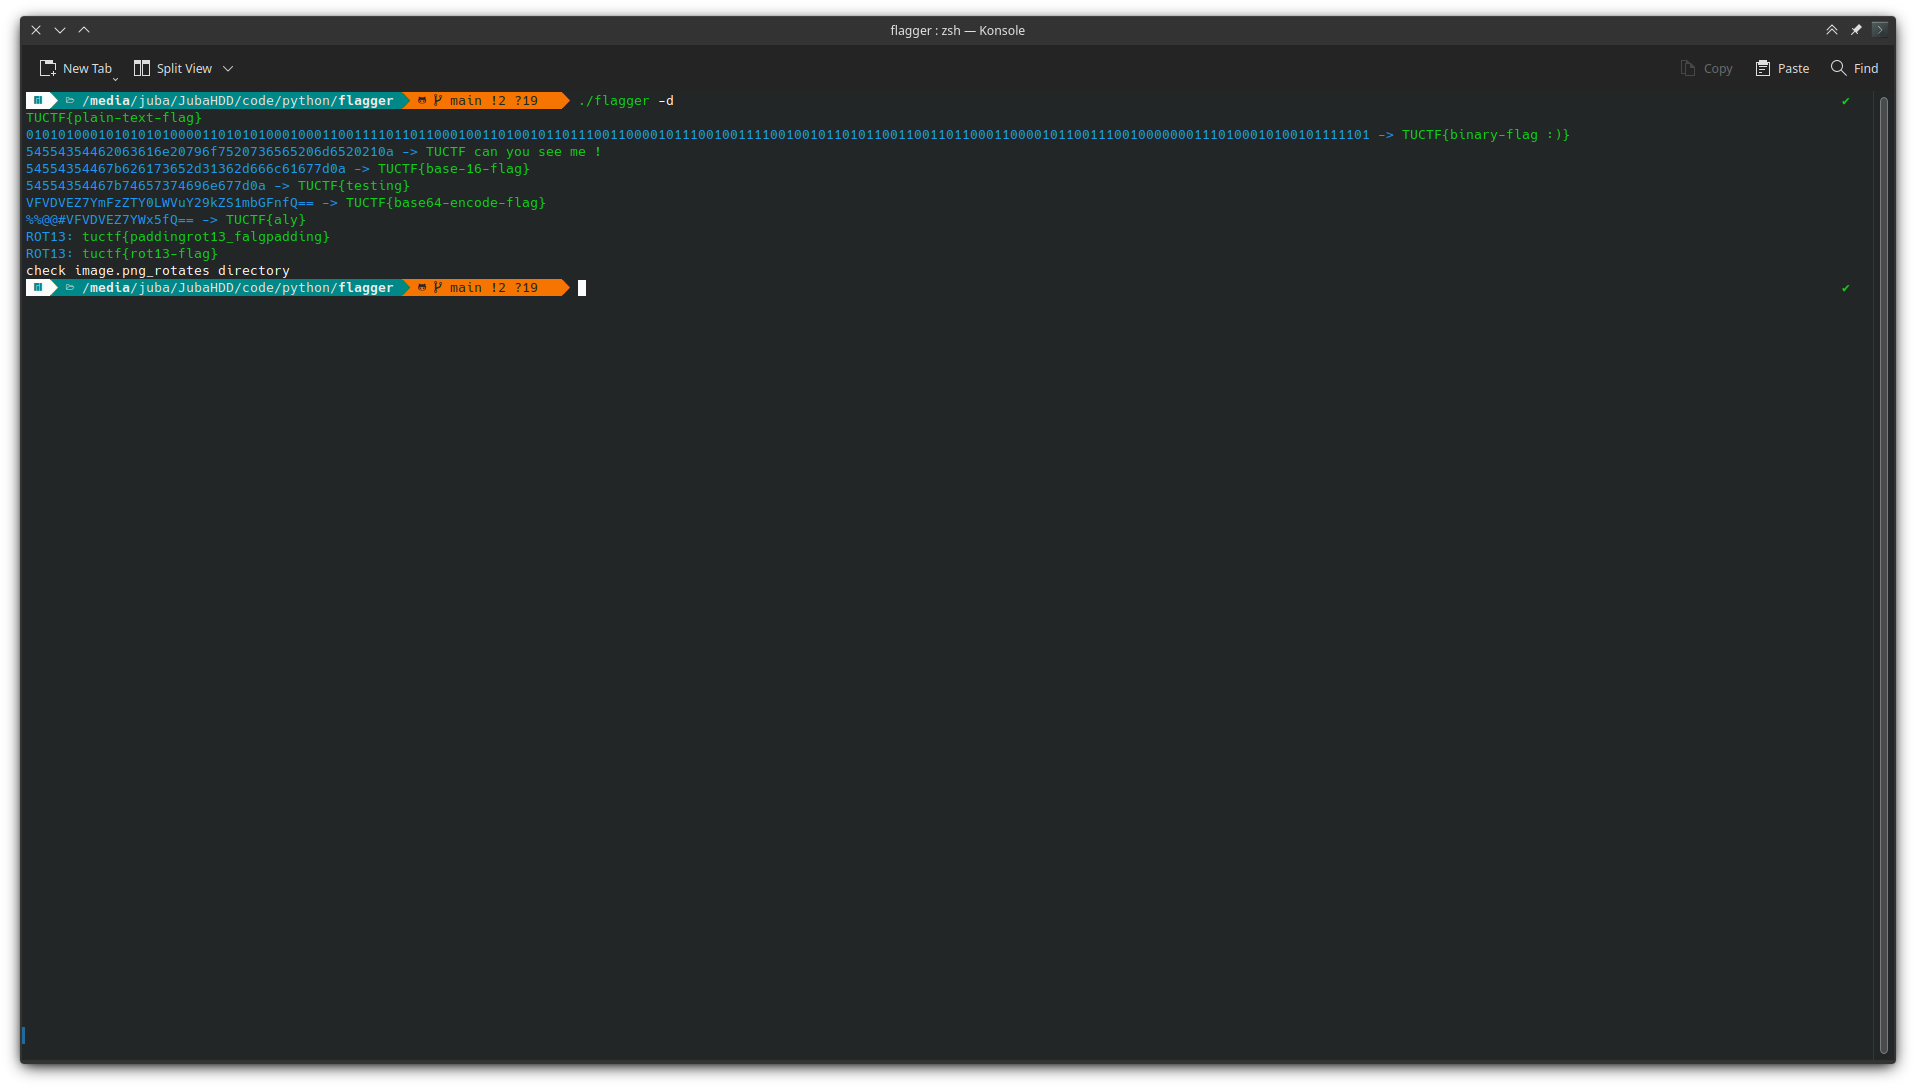 flagger : zsh — Konsole
New Tab Split View Copy Paste Find
/media/juba/JubaHDD/code/python/flagger main !2 ?19 ./flagger -d ✔
TUCTF{plain-text-flag}
010101000101010101000011010101000100011001111011011000100110100101101110011000010111001001111001001011010110011001101100011000010110011100100000001110100010100101111101 -> TUCTF{binary-flag :)}
54554354462063616e20796f7520736565206d6520210a -> TUCTF can you see me !
54554354467b626173652d31362d666c61677d0a -> TUCTF{base-16-flag}
54554354467b74657374696e677d0a -> TUCTF{testing}
VFVDVEZ7YmFzZTY0LWVuY29kZS1mbGFnfQ== -> TUCTF{base64-encode-flag}
%%@@#VFVDVEZ7YWx5fQ== -> TUCTF{aly}
ROT13: tuctf{paddingrot13_falgpadding}
ROT13: tuctf{rot13-flag}
check image.png_rotates directory
/media/juba/JubaHDD/code/python/flagger main !2 ?19 ✔